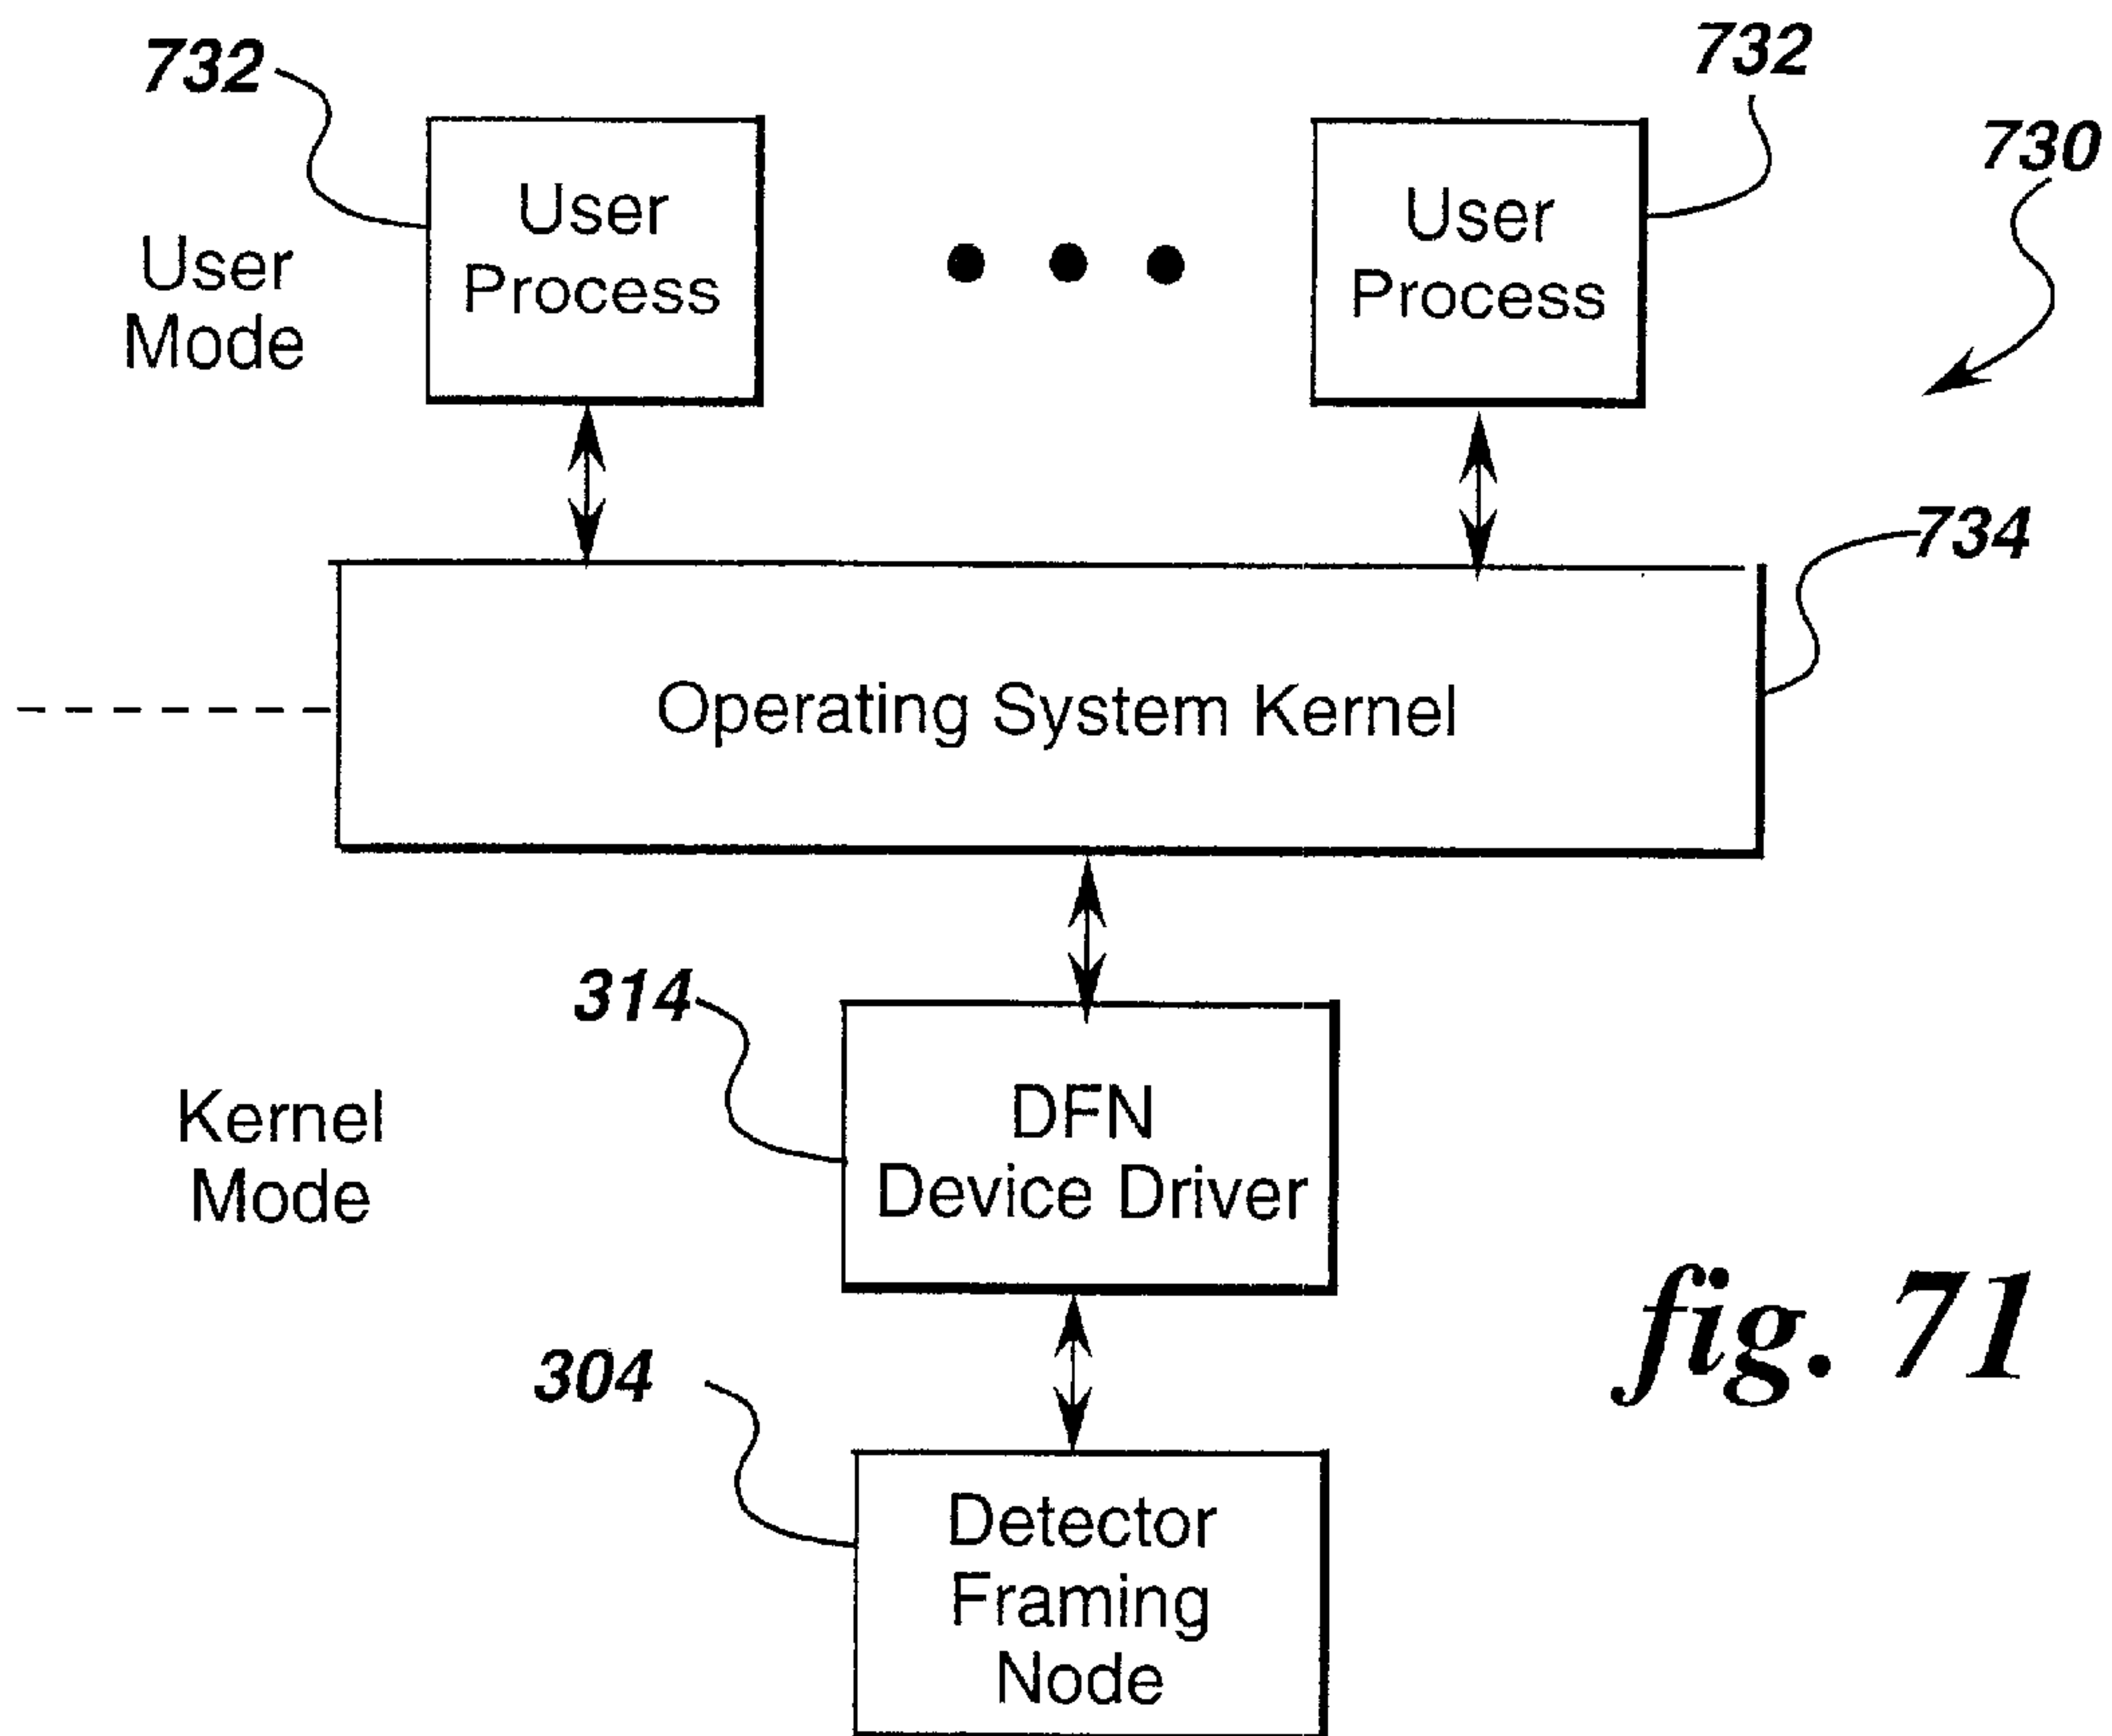 732
732
730
User
Process
User
Process
User
Mode
734
Operating System Kernel
314
DFN
Device Driver
Kernel
Mode
304
Detector
Framing
Node
fig. 71